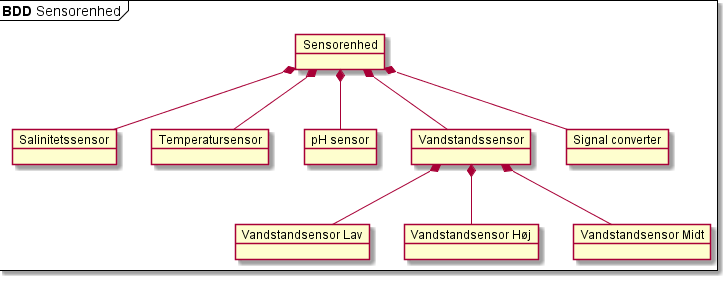 BDD Sensorenhed
Sensorenhed
Salinitetssensor
Temperatursensor
pH sensor
Vandstandssensor
Signal converter
Vandstandsensor Lav
Vandstandsensor Høj
Vandstandsensor Midt